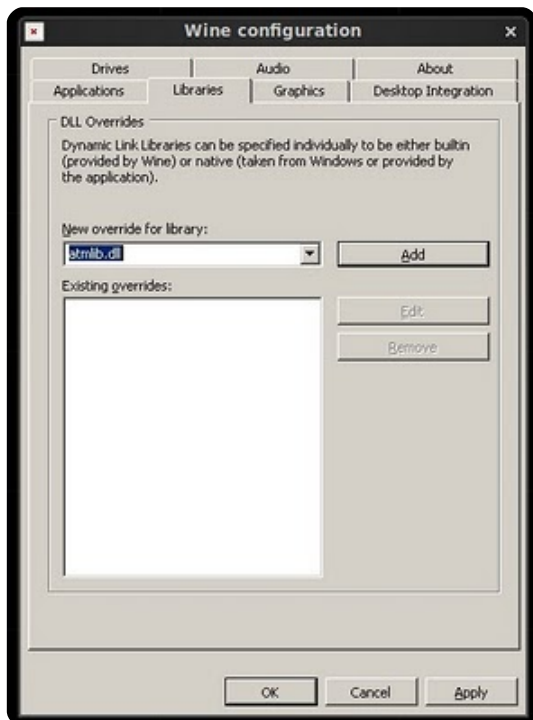 Wine configuration
Drives Audio About
Applications Libraries Graphics Desktop Integration
DLL Overrides
Dynamic Link Libraries can be specified individually to be either builtin
(provided by Wine) or native (taken from Windows or provided by
the application).
New override for library:
atmlib.dll
Add
Existing overrides:
Edit
Remove
OK Cancel Apply